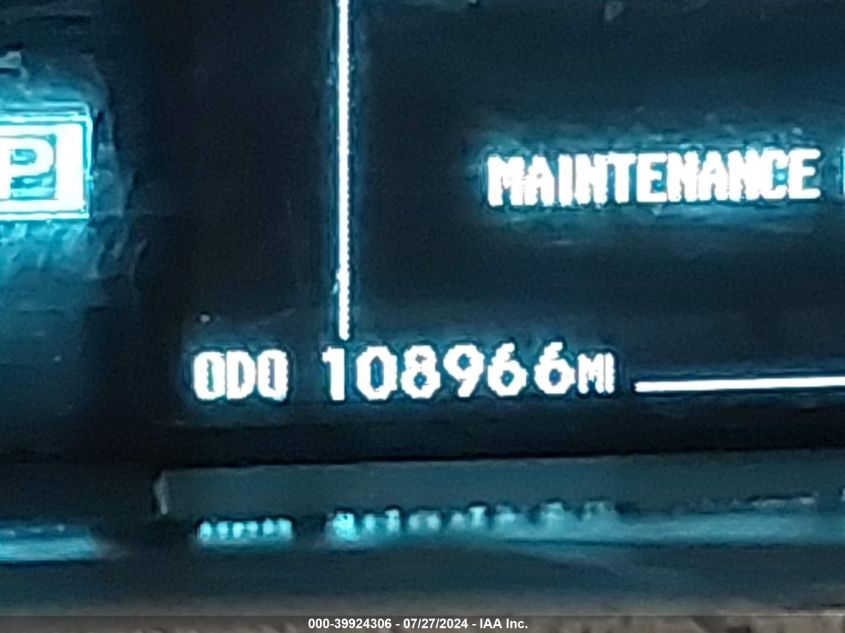 P
MAINTENANCE
ODO 108966MI
000-39924306 - 07/27/2024 - IAA Inc.